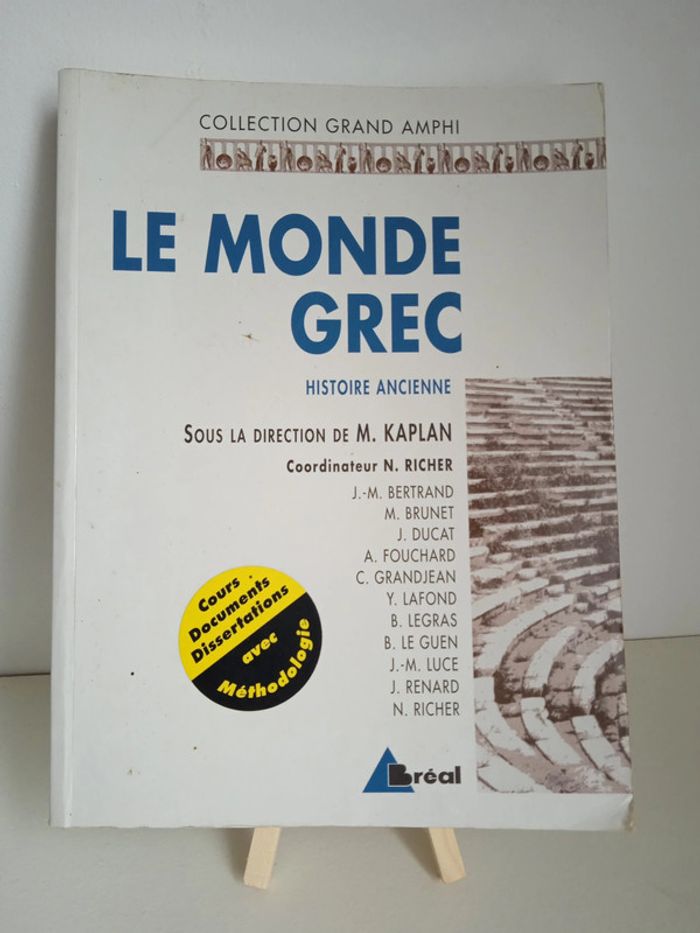 COLLECTION GRAND AMPHI
LE MONDE
GREC
HISTOIRE ANCIENNE
SOUS LA DIRECTION DE M. KAPLAN
Coordinateur N. RICHER
J.-M. BERTRAND
M. BRUNET
J. DUCAT
A. FOUCHARD
C. GRANDJEAN
Y. LAFOND
B. LEGRAS
B. LE GUEN
J.-M. LUCE
J. RENARD
N. RICHER
Cours
Documents
Dissertations
avec
Méthodologie
Bréal